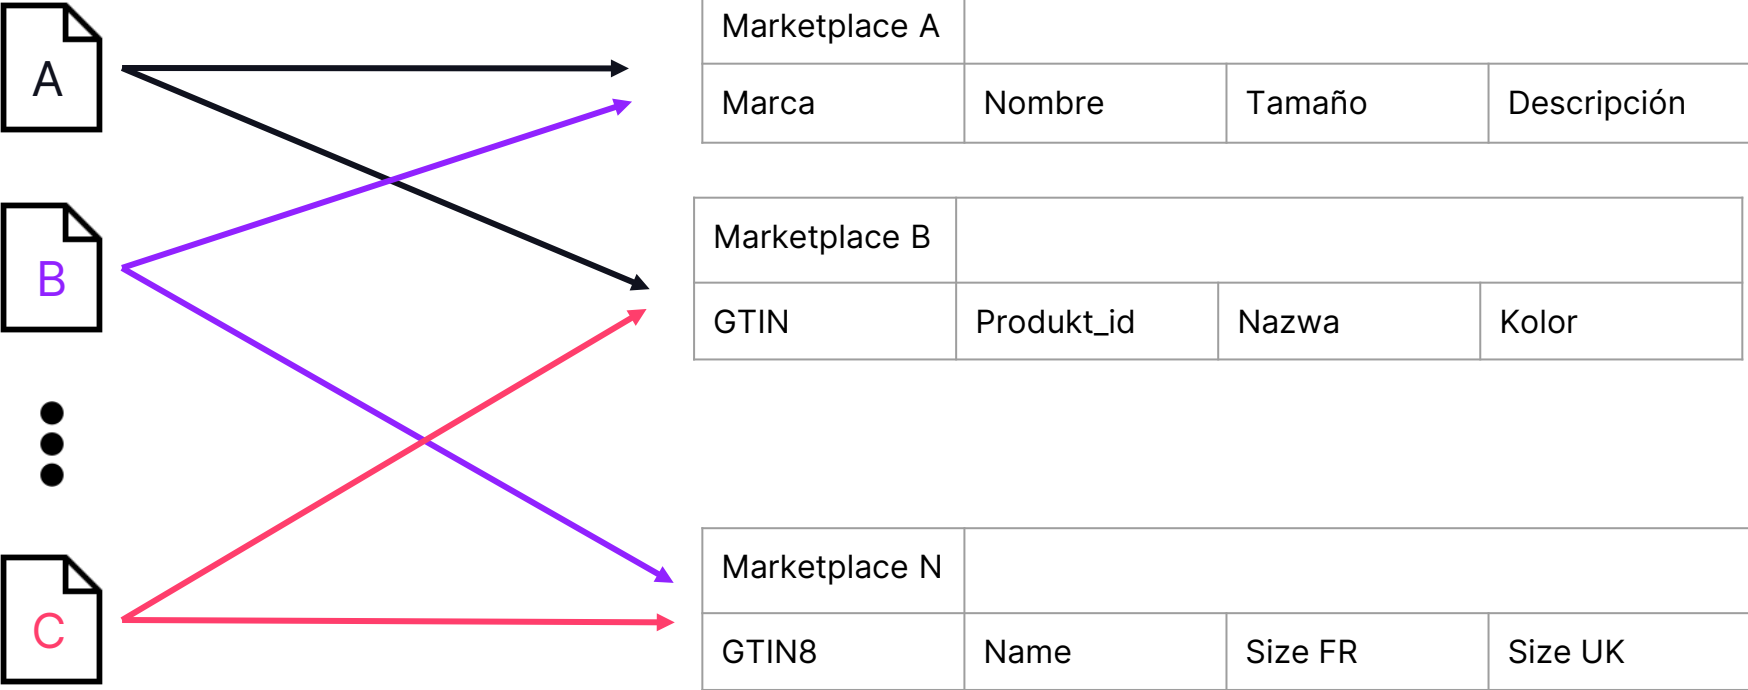 A
Marketplace A
Marca Nombre Tamaño Descripción
B
Marketplace B
GTIN Produkt_id Nazwa Kolor
C
Marketplace N
GTIN8 Name Size FR Size UK